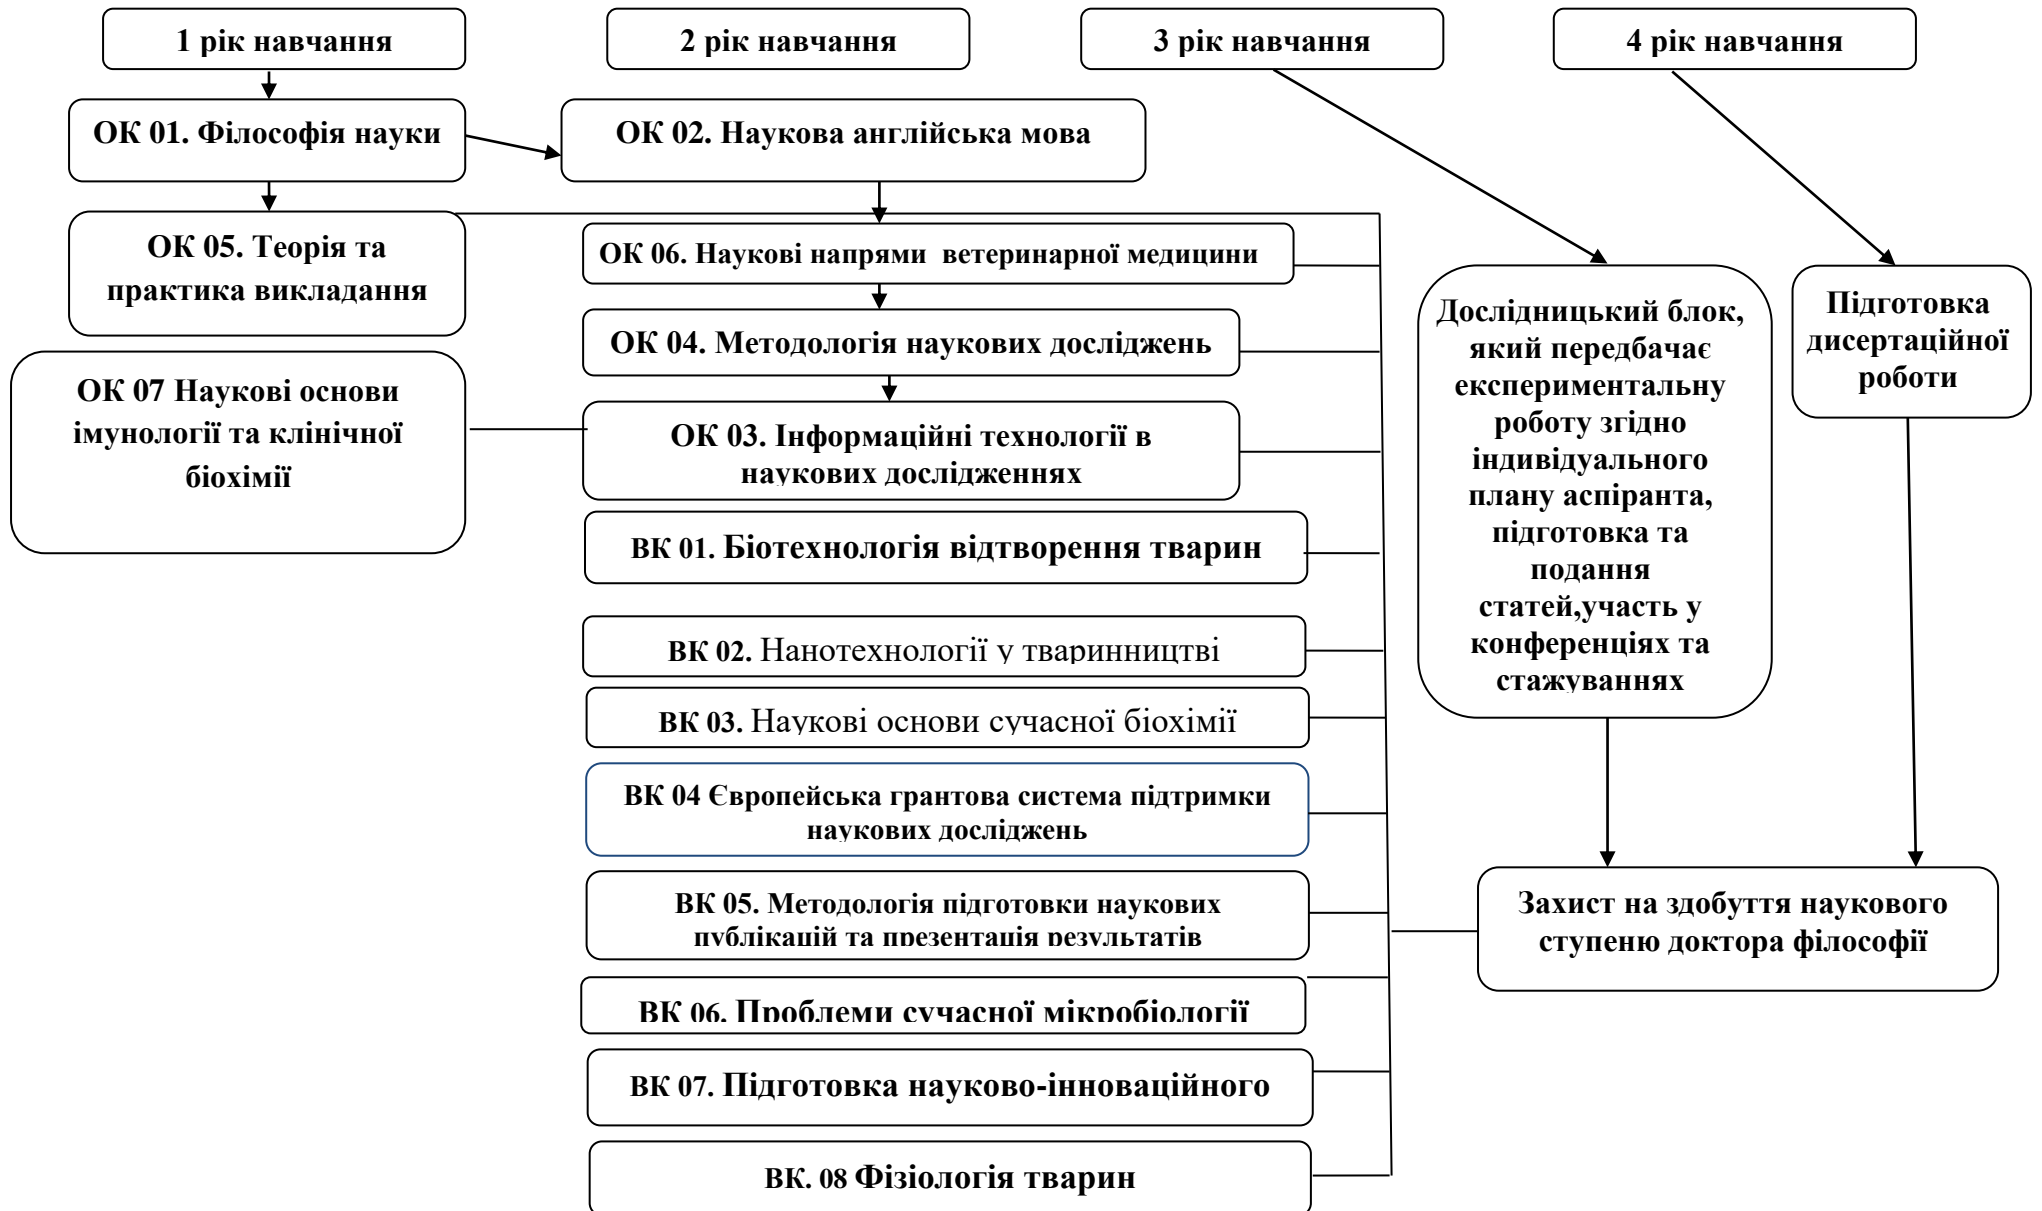 1 рік навчання
2 рік навчання
3 рік навчання
4 рік навчання
ОК 01. Філософія науки
ОК 02. Наукова англійська мова
ОК 05. Теорія та
практика викладання
ОК 06. Наукові напрями  ветеринарної медицини
ОК 04. Методологія наукових досліджень
ОК 07 Наукові основи
імунології та клінічної
біохімії
ОК 03. Інформаційні технології в
наукових дослідженнях
ВК 01. Біотехнологія відтворення тварин
ВК 02. Нанотехнології у тваринництві
ВК 03. Наукові основи сучасної біохімії
ВК 04 Європейська грантова система підтримки
наукових досліджень
ВК 05. Методологія підготовки наукових
публікацій та презентація результатів
ВК 06. Проблеми сучасної мікробіології
ВК 07. Підготовка науково-інноваційного
ВК. 08 Фізіологія тварин
Дослідницький блок,
який передбачає
експериментальну
роботу згідно
індивідуального
плану аспіранта,
підготовка та
подання
статей,участь у
конференціях та
стажуваннях
Підготовка
дисертаційної
роботи
Захист на здобуття наукового
ступеню доктора філософії